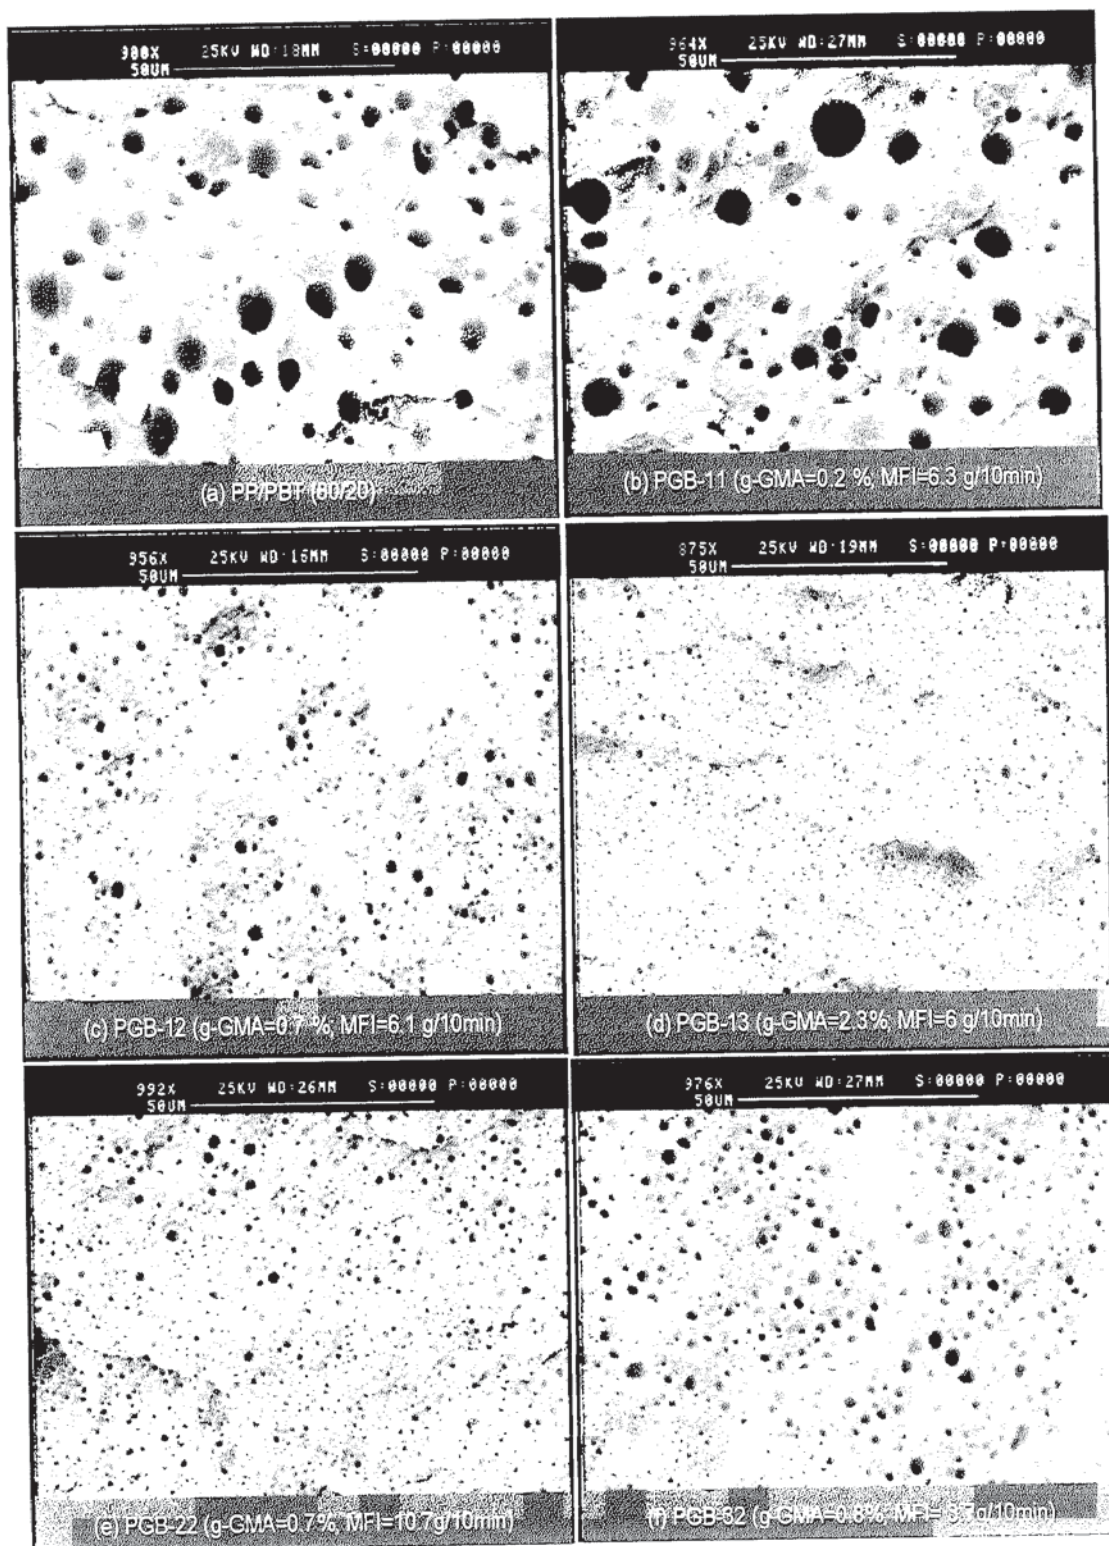 900X 25KV WD:18MM S:00000 P:00000
50UM
(a) PP/PBT (80/20)
964X 25KV WD:27MM S:00000 P:00000
50UM
(b) PGB-11 (g-GMA=0.2 %, MFI=6.3 g/10min)
956X 25KV WD:16MM S:00000 P:00000
50UM
(c) PGB-12 (g-GMA=0.7 %, MFI=6.1 g/10min)
875X 25KV WD:19MM S:00000 P:00000
50UM
(d) PGB-13 (g-GMA=2.3%, MFI=6 g/10min)
992X 25KV WD:26MM S:00000 P:00000
50UM
(e) PGB-22 (g-GMA=0.7%, MFI=10.7g/10min)
976X 25KV WD:27MM S:00000 P:00000
50UM
(f) PGB-32 (g-GMA=0.8%, MFI=